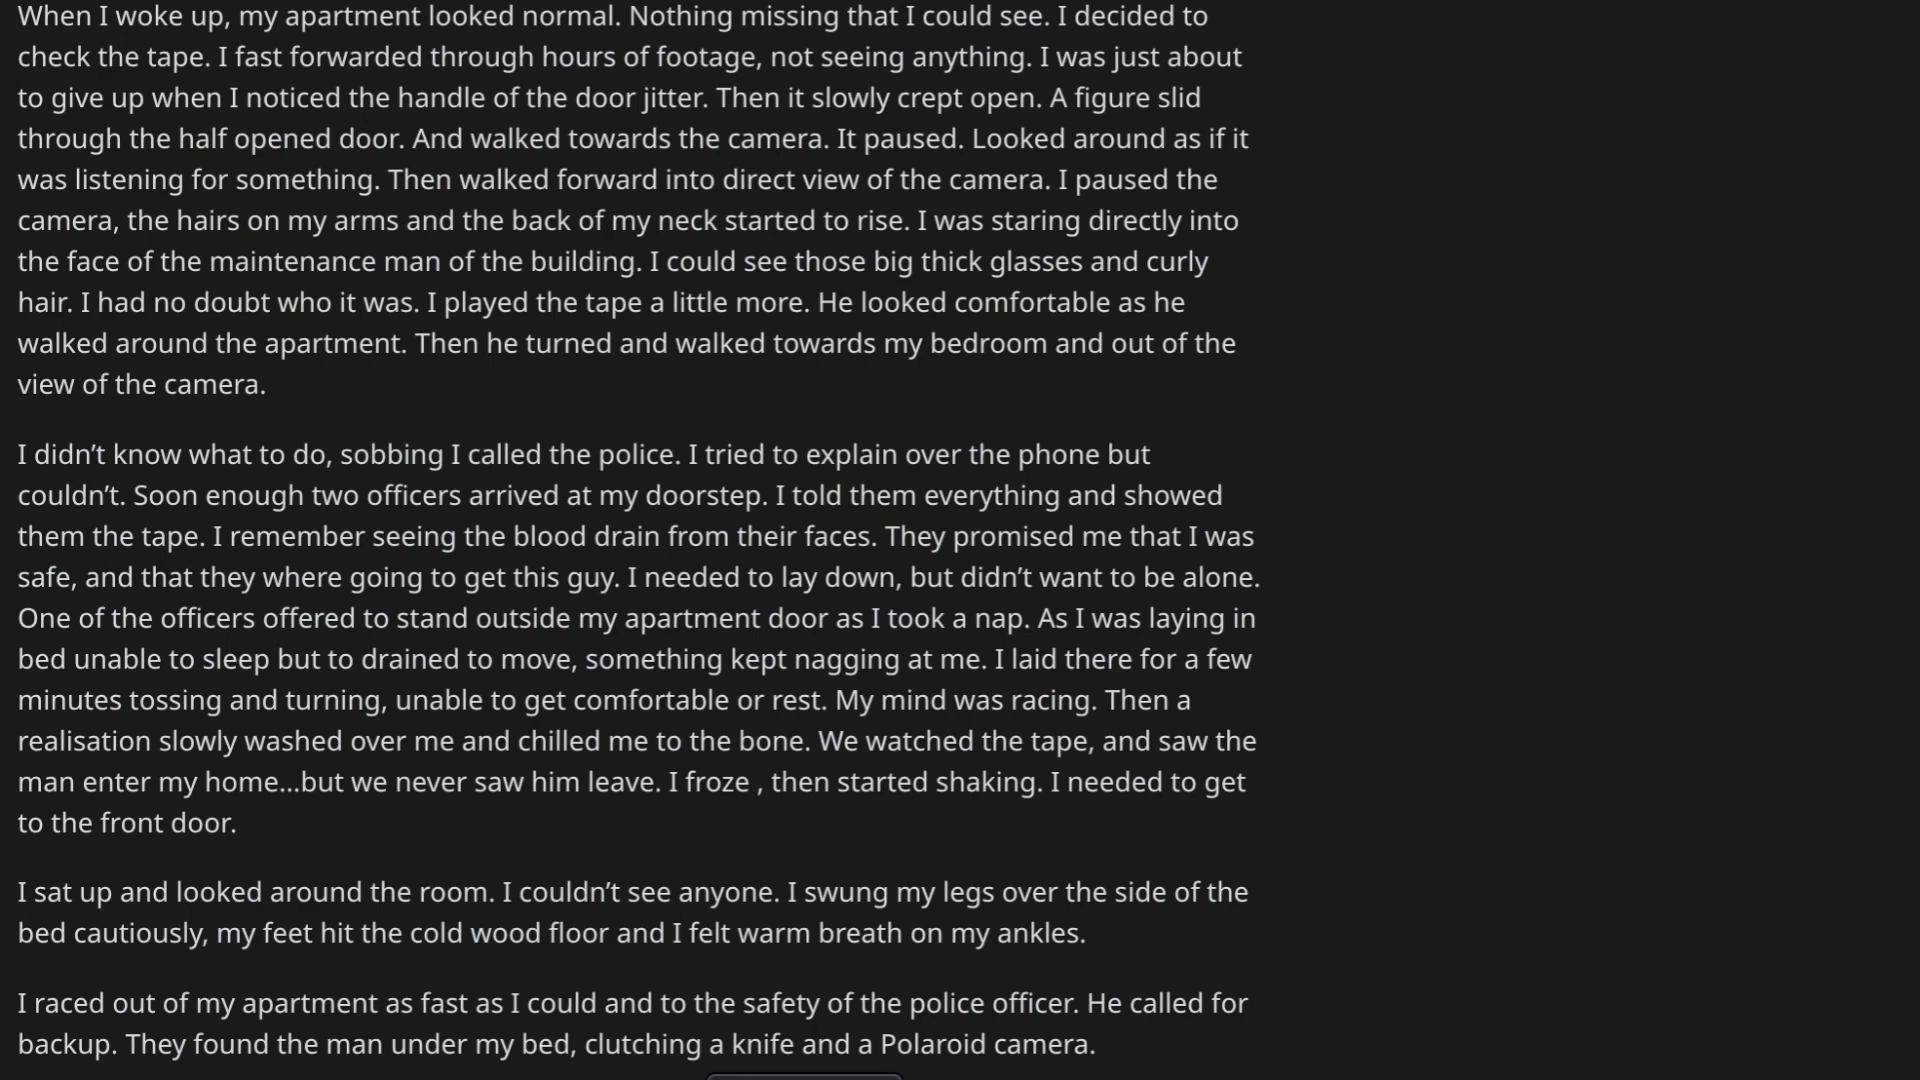 When I woke up, my apartment looked normal. Nothing missing that I could see. I decided to
check the tape. I fast forwarded through hours of footage, not seeing anything. I was just about
to give up when I noticed the handle of the door jitter. Then it slowly crept open. A figure slid
through the half opened door. And walked towards the camera. It paused. Looked around as if it
was listening for something. Then walked forward into direct view of the camera. I paused the
camera, the hairs on my arms and the back of my neck started to rise. I was staring directly into
the face of the maintenance man of the building. I could see those big thick glasses and curly
hair. I had no doubt who it was. I played the tape a little more. He looked comfortable as he
walked around the apartment. Then he turned and walked towards my bedroom and out of the
view of the camera.
I didn’t know what to do, sobbing I called the police. I tried to explain over the phone but
couldn’t. Soon enough two officers arrived at my doorstep. I told them everything and showed
them the tape. I remember seeing the blood drain from their faces. They promised me that I was
safe, and that they where going to get this guy. I needed to lay down, but didn’t want to be alone.
One of the officers offered to stand outside my apartment door as I took a nap. As I was laying in
bed unable to sleep but to drained to move, something kept nagging at me. I laid there for a few
minutes tossing and turning, unable to get comfortable or rest. My mind was racing. Then a
realisation slowly washed over me and chilled me to the bone. We watched the tape, and saw the
man enter my home...but we never saw him leave. I froze , then started shaking. I needed to get
to the front door.
I sat up and looked around the room. I couldn’t see anyone. I swung my legs over the side of the
bed cautiously, my feet hit the cold wood floor and I felt warm breath on my ankles.
I raced out of my apartment as fast as I could and to the safety of the police officer. He called for
backup. They found the man under my bed, clutching a knife and a Polaroid camera.